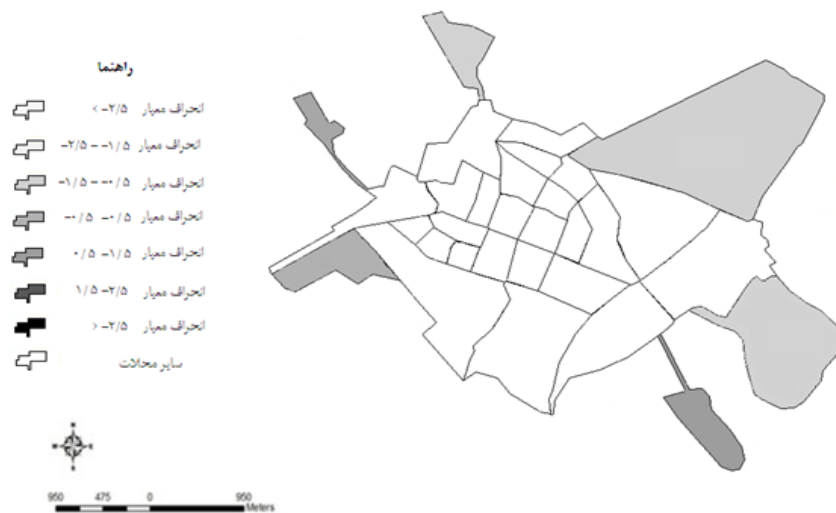 راهنما
انحراف معیار ۲/۵- >
انحراف معیار ۱/۵- – ۲/۵-
انحراف معیار ۰/۵- – ۱/۵-
انحراف معیار ۰/۵ – ۰/۵-
انحراف معیار ۱/۵ – ۰/۵
انحراف معیار ۲/۵ – ۱/۵
انحراف معیار ۲/۵ – <
سایر محلات
N
W
E
S
950 475 0 950
Meters